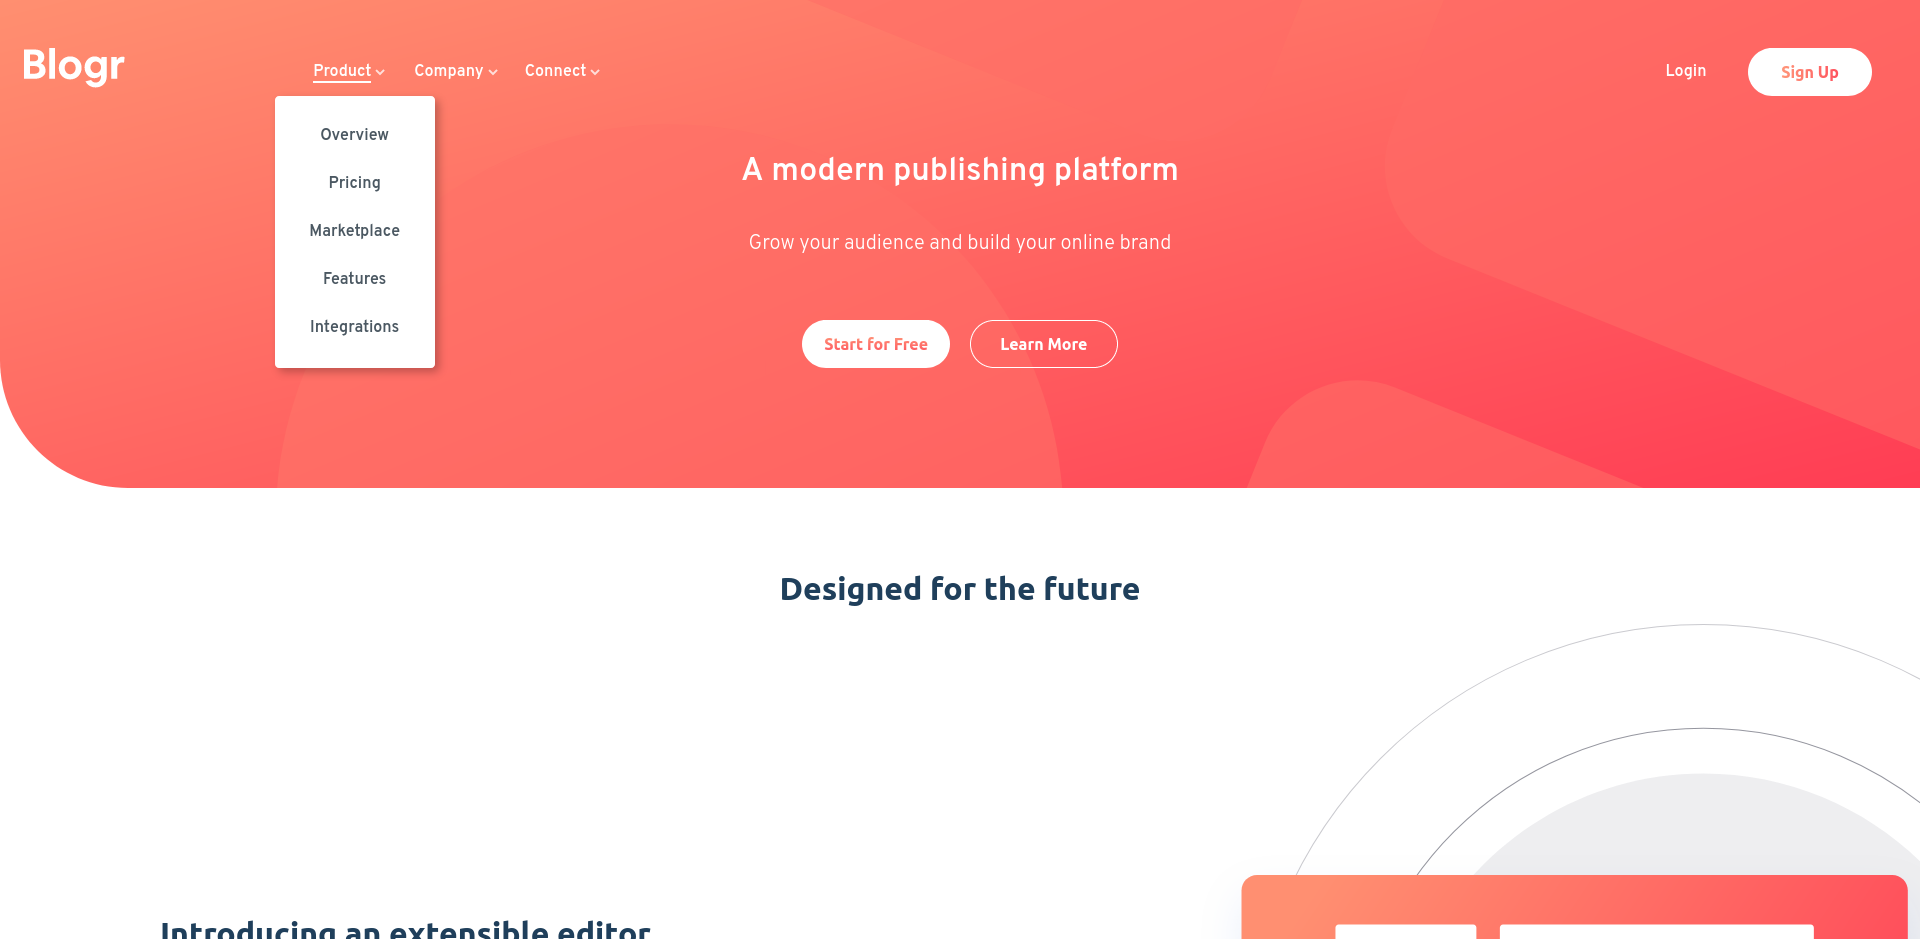 Blogr
Product
Company
Connect
Login
Sign Up
Overview
Pricing
Marketplace
Features
Integrations
A modern publishing platform
Grow your audience and build your online brand
Start for Free
Learn More
Designed for the future
Introducing an extensible editor